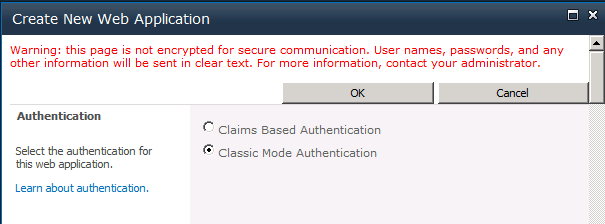 Create New Web Application
Warning: this page is not encrypted for secure communication. User names, passwords, and any
other information will be sent in clear text. For more information, contact your administrator.
OK Cancel
Authentication
Select the authentication for
this web application.
Learn about authentication.
Claims Based Authentication
Classic Mode Authentication